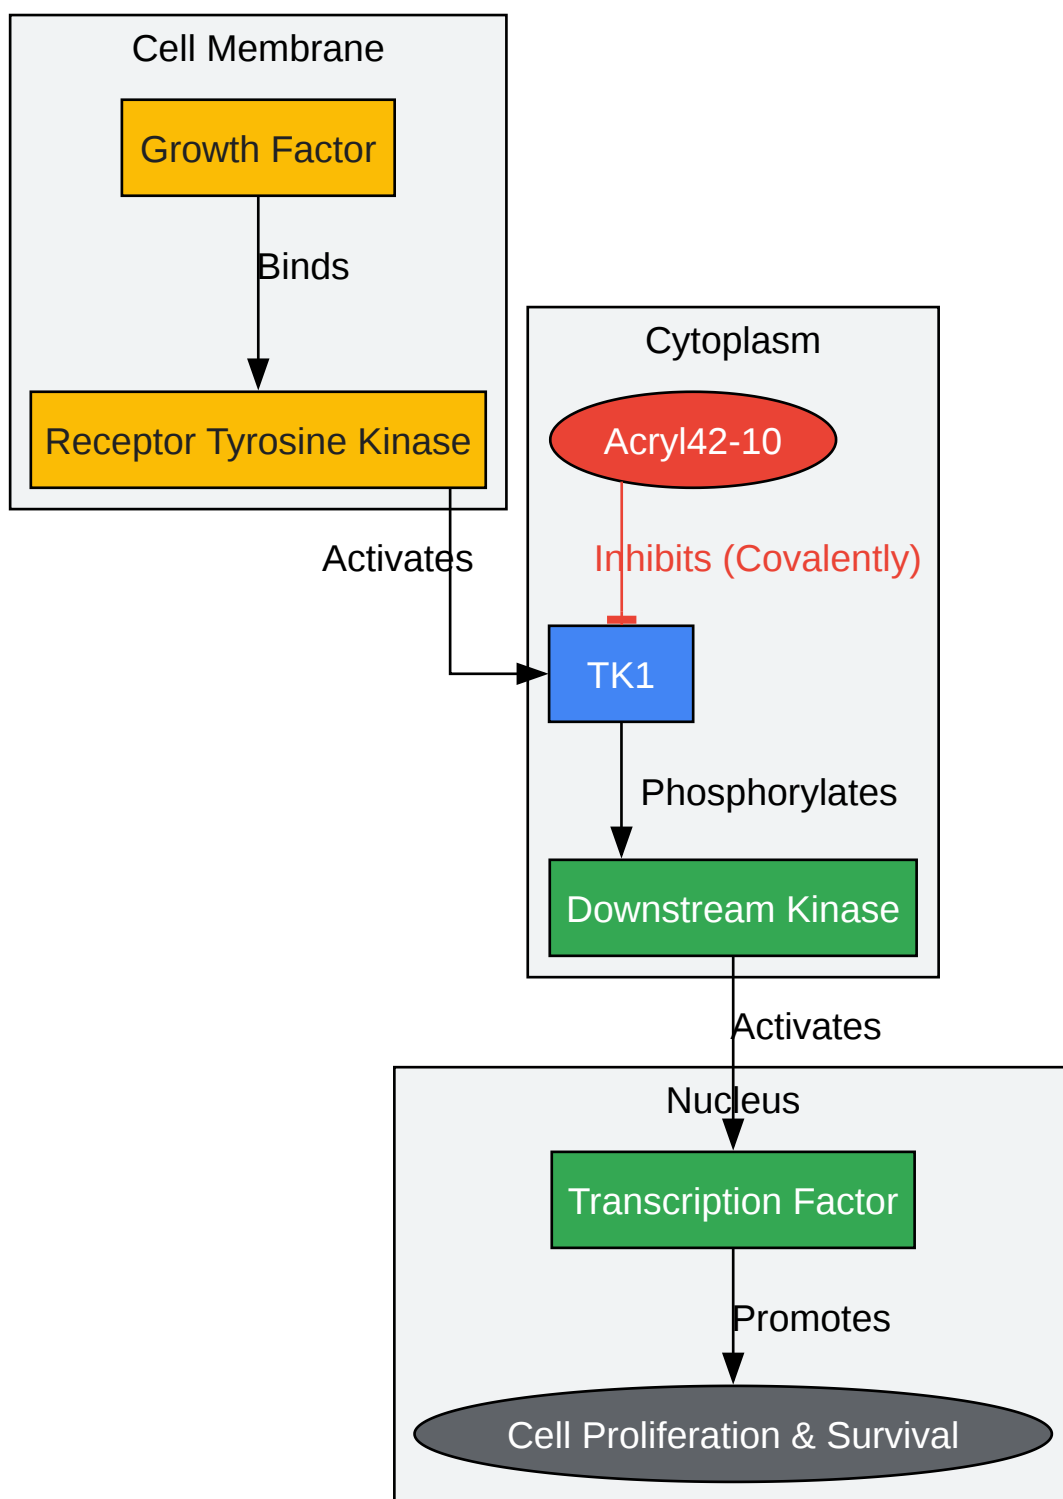 Cell Membrane
Growth Factor
Binds
Receptor Tyrosine Kinase
Activates
Cytoplasm
Acryl42-10
Inhibits (Covalently)
TK1
Phosphorylates
Downstream Kinase
Activates
Nucleus
Transcription Factor
Promotes
Cell Proliferation & Survival